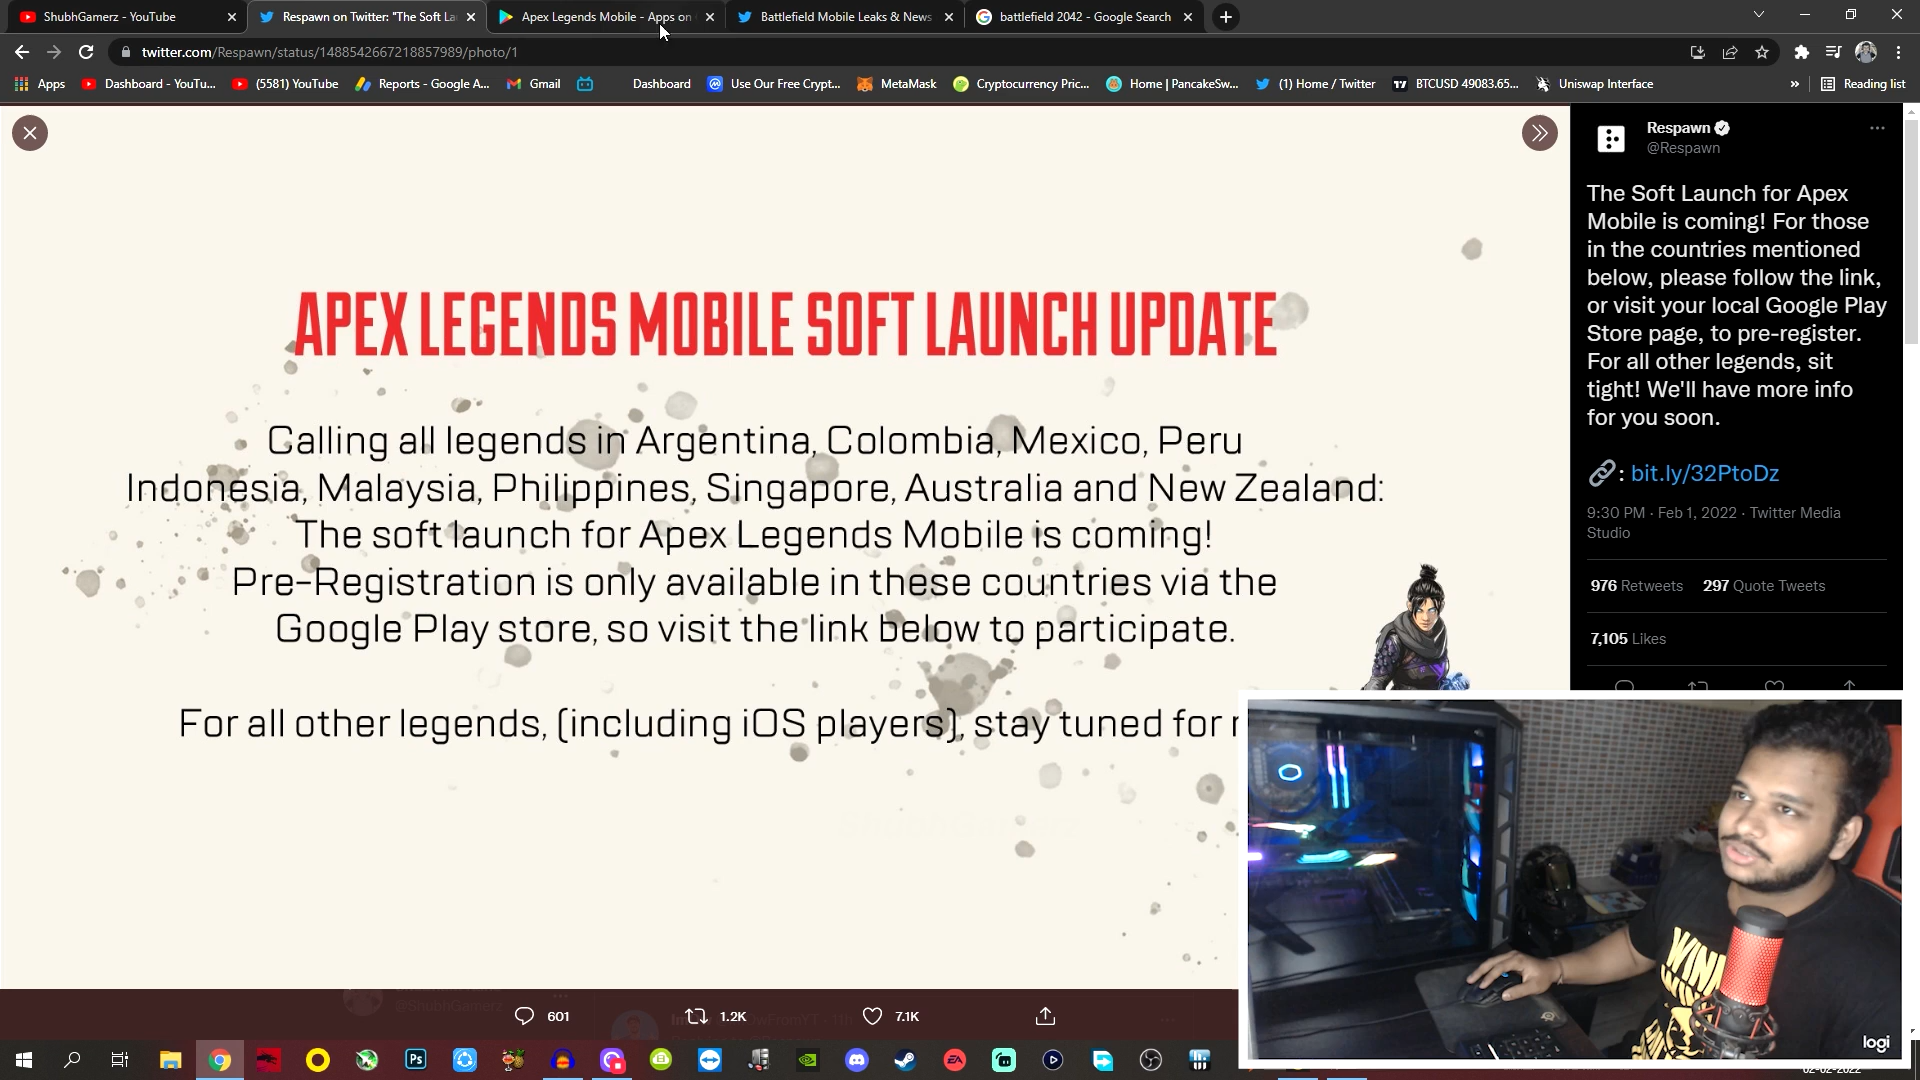 ShubhGamerz - YouTube
Respawn on Twitter: "The Soft La
Apex Legends Mobile - Apps on
Battlefield Mobile Leaks & News
battlefield 2042 - Google Search
twitter.com/Respawn/status/1488542667218857989/photo/1
Apps
Dashboard - YouTu...
(5581) YouTube
Reports - Google A...
Gmail
Dashboard
Use Our Free Crypt...
MetaMask
Cryptocurrency Pric...
Home | PancakeSw...
(1) Home / Twitter
BTCUSD 49083.65...
Uniswap Interface
»
Reading list
APEX LEGENDS MOBILE SOFT LAUNCH UPDATE
Calling all legends in Argentina, Colombia, Mexico, Peru
Indonesia, Malaysia, Philippines, Singapore, Australia and New Zealand:
The soft launch for Apex Legends Mobile is coming!
Pre-Registration is only available in these countries via the
Google Play store, so visit the link below to participate.
For all other legends, (including iOS players), stay tuned for
601
1.2K
7.1K
Respawn
@Respawn
The Soft Launch for Apex
Mobile is coming! For those
in the countries mentioned
below, please follow the link,
or visit your local Google Play
Store page, to pre-register.
For all other legends, sit
tight! We'll have more info
for you soon.
: bit.ly/32PtoDz
9:30 PM · Feb 1, 2022 · Twitter Media
Studio
976 Retweets 297 Quote Tweets
7,105 Likes
@ShubhGamerz
logi
Ps
EA
02-02-2022